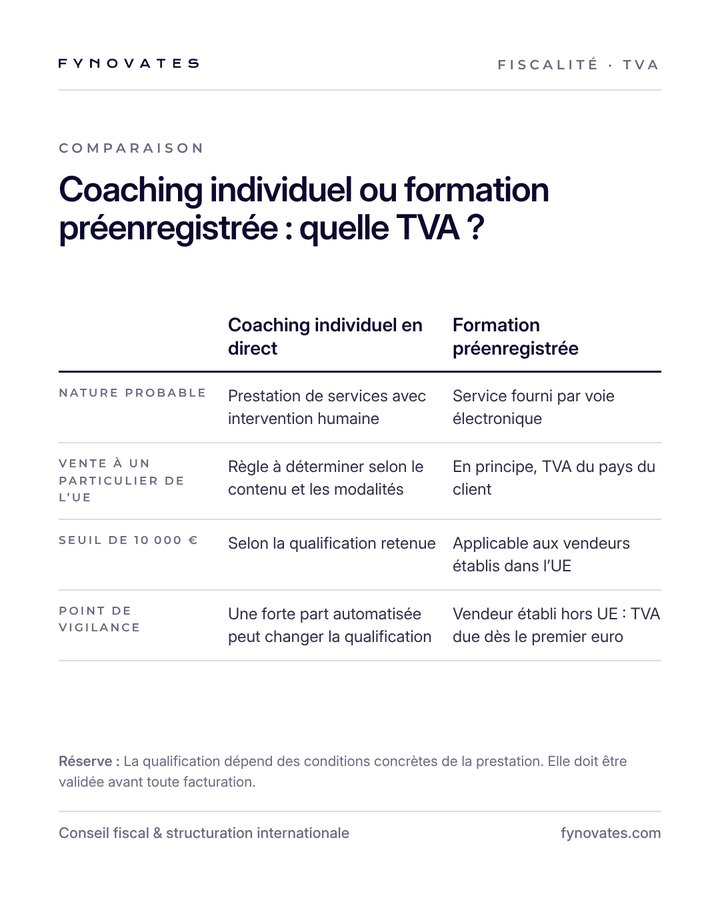 FYNOVATES
FISCALITÉ · TVA
COMPARAISON
Coaching individuel ou formation
préenregistrée : quelle TVA ?
Coaching individuel en
direct
Formation
préenregistrée
NATURE PROBABLE
Prestation de services avec
intervention humaine
Service fourni par voie
électronique
VENTE À UN
PARTICULIER DE
L’UE
Règle à déterminer selon le
contenu et les modalités
En principe, TVA du pays du
client
SEUIL DE 10 000 €
Selon la qualification retenue
Applicable aux vendeurs
établis dans l’UE
POINT DE
VIGILANCE
Une forte part automatisée
peut changer la qualification
Vendeur établi hors UE : TVA
due dès le premier euro
Réserve : La qualification dépend des conditions concrètes de la prestation. Elle doit être
validée avant toute facturation.
Conseil fiscal & structuration internationale
fynovates.com